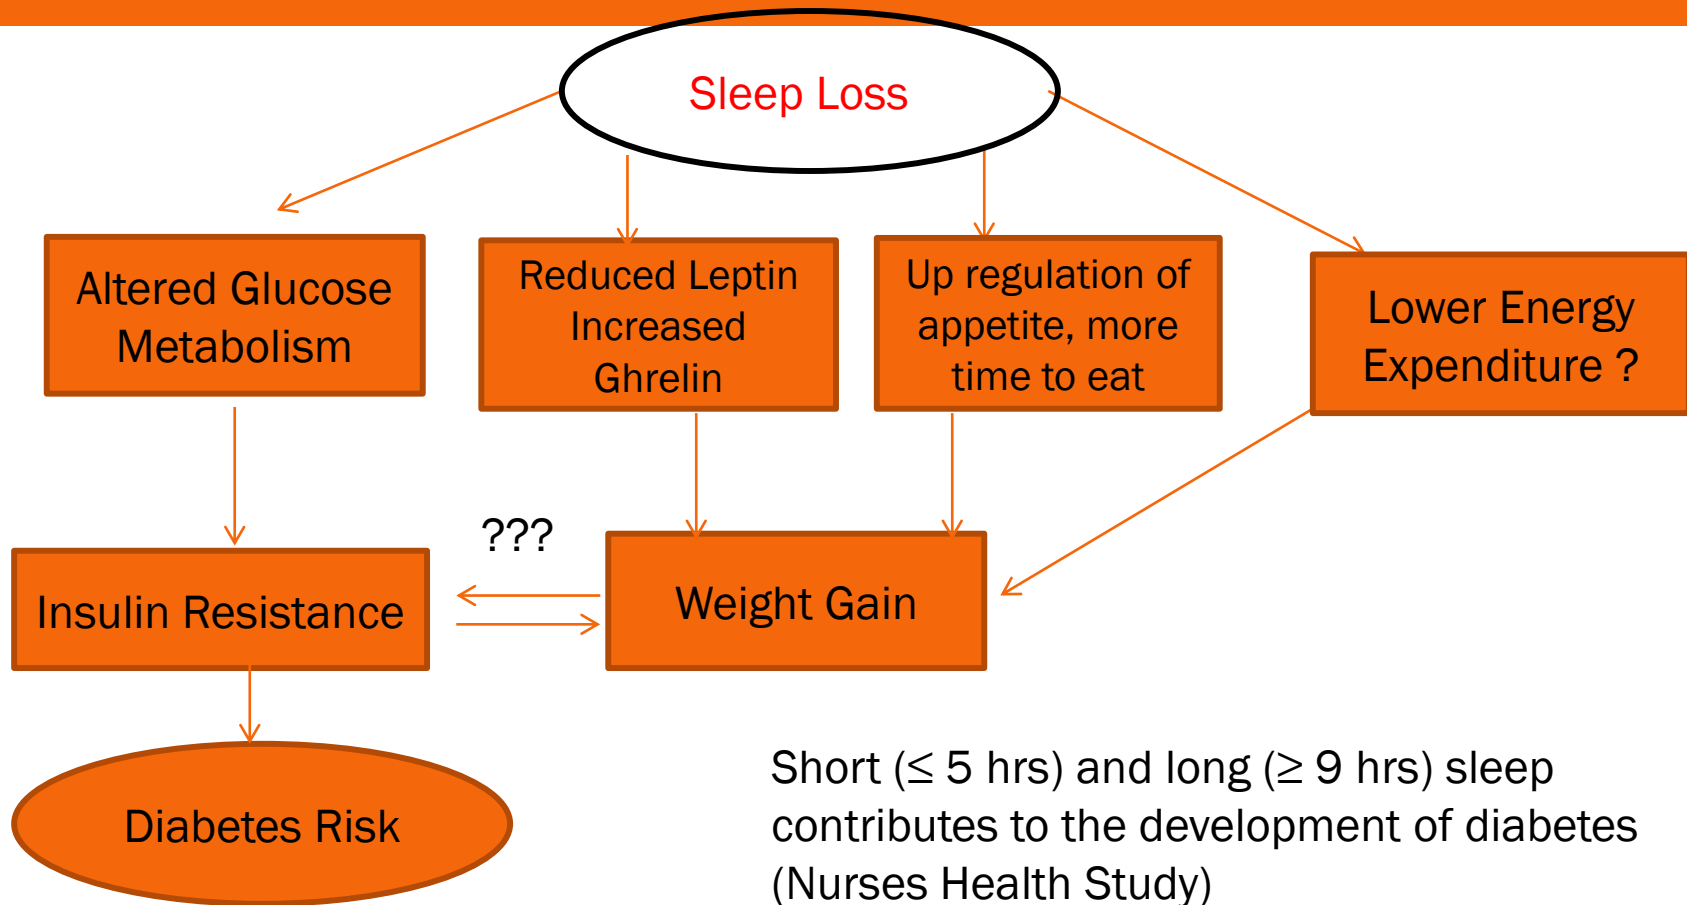 Sleep Loss
Altered Glucose
Metabolism
Reduced Leptin
Increased
Ghrelin
Up regulation of
appetite, more
time to eat
Lower Energy
Expenditure ?
???
Insulin Resistance
Weight Gain
Diabetes Risk
Short (≤ 5 hrs) and long (≥ 9 hrs) sleep
contributes to the development of diabetes
(Nurses Health Study)